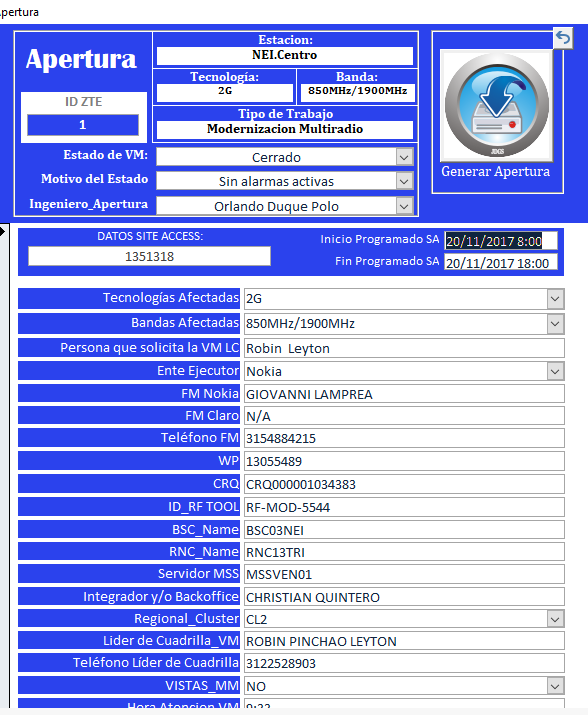 Apertura
Apertura
ID ZTE
1
Estacion:
NEI.Centro
Tecnología:
2G
Banda:
850MHz/1900MHz
Tipo de Trabajo
Modernizacion Multiradio
Estado de VM: Cerrado
Motivo del Estado Sin alarmas activas
Ingeniero_Apertura Orlando Duque Polo
JDGS
Generar Apertura
DATOS SITE ACCESS:
1351318
Inicio Programado SA 20/11/2017 8:00
Fin Programado SA 20/11/2017 18:00
Tecnologías Afectadas 2G
Bandas Afectadas 850MHz/1900MHz
Persona que solicita la VM LC Robin Leyton
Ente Ejecutor Nokia
FM Nokia GIOVANNI LAMPREA
FM Claro N/A
Teléfono FM 3154884215
WP 13055489
CRQ CRQ000001034383
ID_RF TOOL RF-MOD-5544
BSC_Name BSC03NEI
RNC_Name RNC13TRI
Servidor MSS MSSVEN01
Integrador y/o Backoffice CHRISTIAN QUINTERO
Regional_Cluster CL2
Lider de Cuadrilla_VM ROBIN PINCHAO LEYTON
Teléfono Líder de Cuadrilla 3122528903
VISTAS_MM NO
Hora Atencion VM